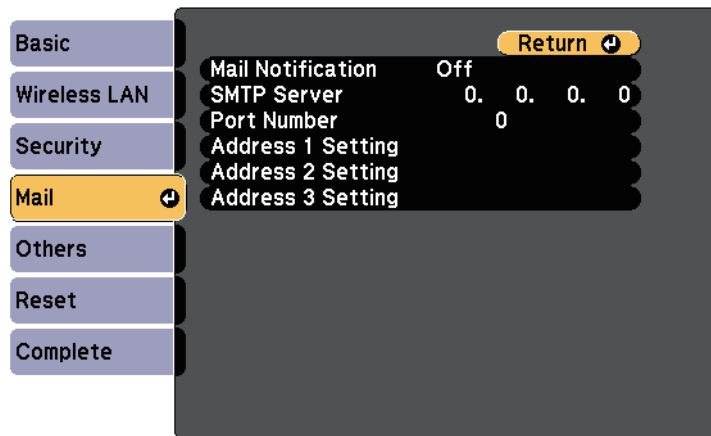 Basic
Wireless LAN
Security
Mail
Others
Reset
Complete
Return
Mail Notification Off
SMTP Server 0. 0. 0. 0
Port Number 0
Address 1 Setting
Address 2 Setting
Address 3 Setting